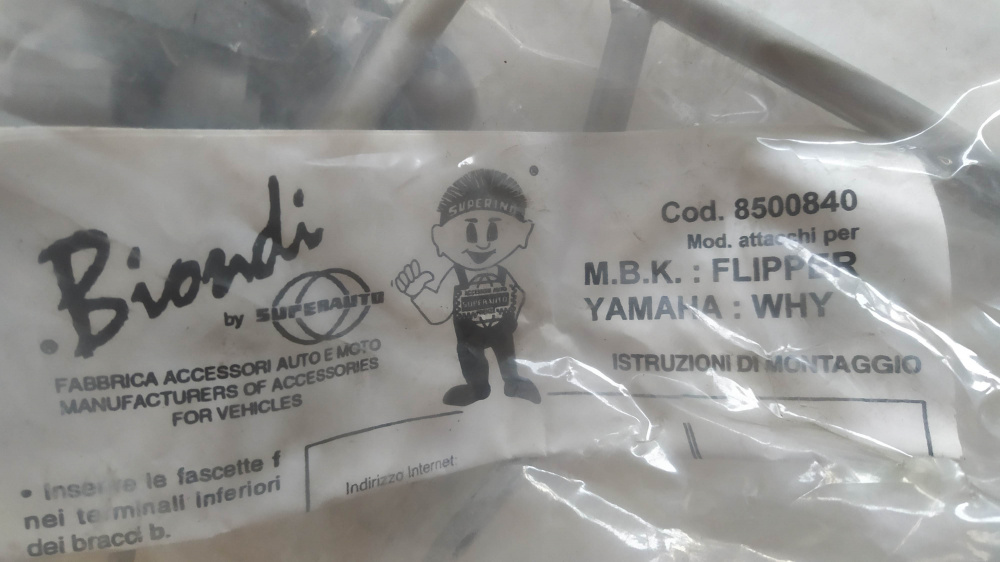 Biondi
by SUPERAUTO
FABBRICA ACCESSORI AUTO E MOTO
MANUFACTURERS OF ACCESSORIES
FOR VEHICLES
SUPERINO
SUPERAUTO
Cod. 8500840
Mod. attacchi per
M.B.K. : FLIPPER
YAMAHA : WHY
ISTRUZIONI DI MONTAGGIO
• Inserire le fascette f
nei terminali inferiori
dei bracci b.
Indirizzo Internet: